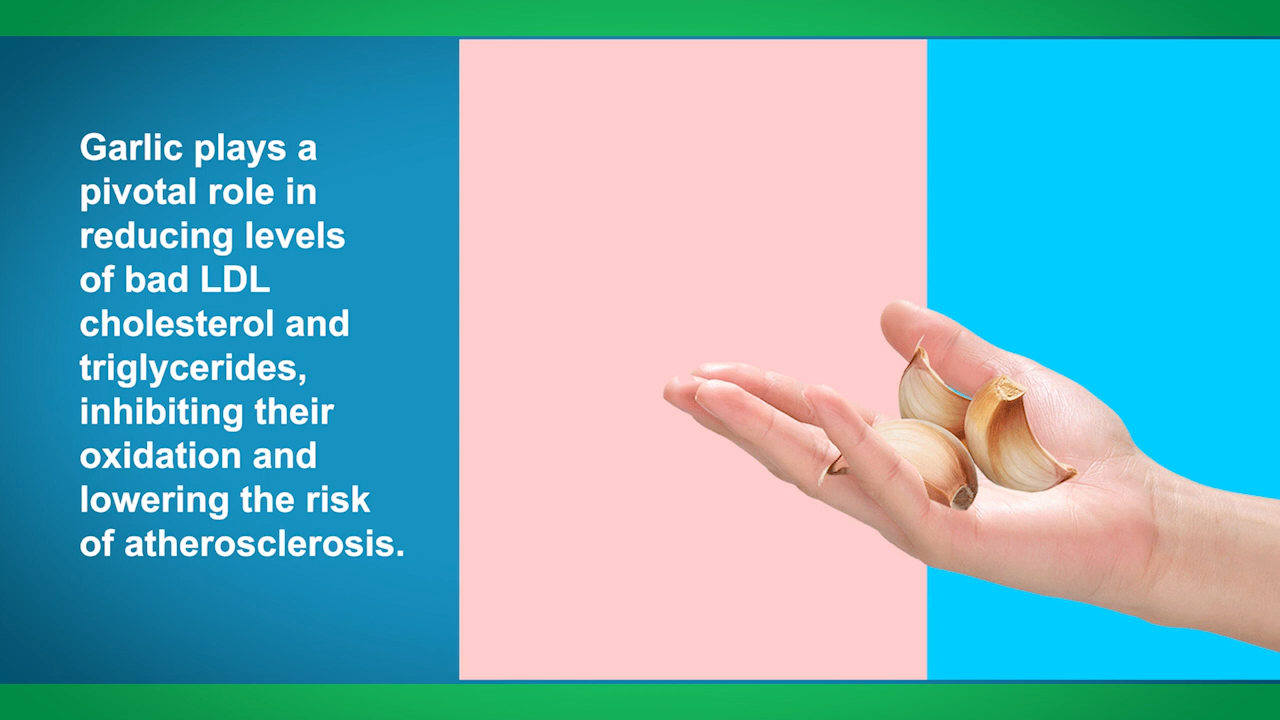 Garlic plays a
pivotal role in
reducing levels
of bad LDL
cholesterol and
triglycerides,
inhibiting their
oxidation and
lowering the risk
of atherosclerosis.